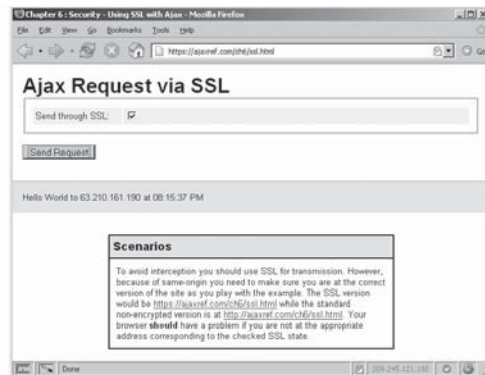 Chapter 6 : Security - Using SSL with Ajax - Mozilla Firefox
File Edit View Go Bookmarks Tools Help
https://ajaxref.com/ch6/ssl.html
Ajax Request via SSL
Send through SSL:
Send Request
Hello World to 63.210.161.190 at 08:15:37 PM
Scenarios
To avoid interception you should use SSL for transmission. However,
because of same-origin you need to make sure you are at the correct
version of the site as you play with the example. The SSL version
would be https://ajaxref.com/ch6/ssl.html while the standard
non-encrypted version is at http://ajaxref.com/ch6/ssl.html. Your
browser should have a problem if you are not at the appropriate
address corresponding to the checked SSL state.
Done